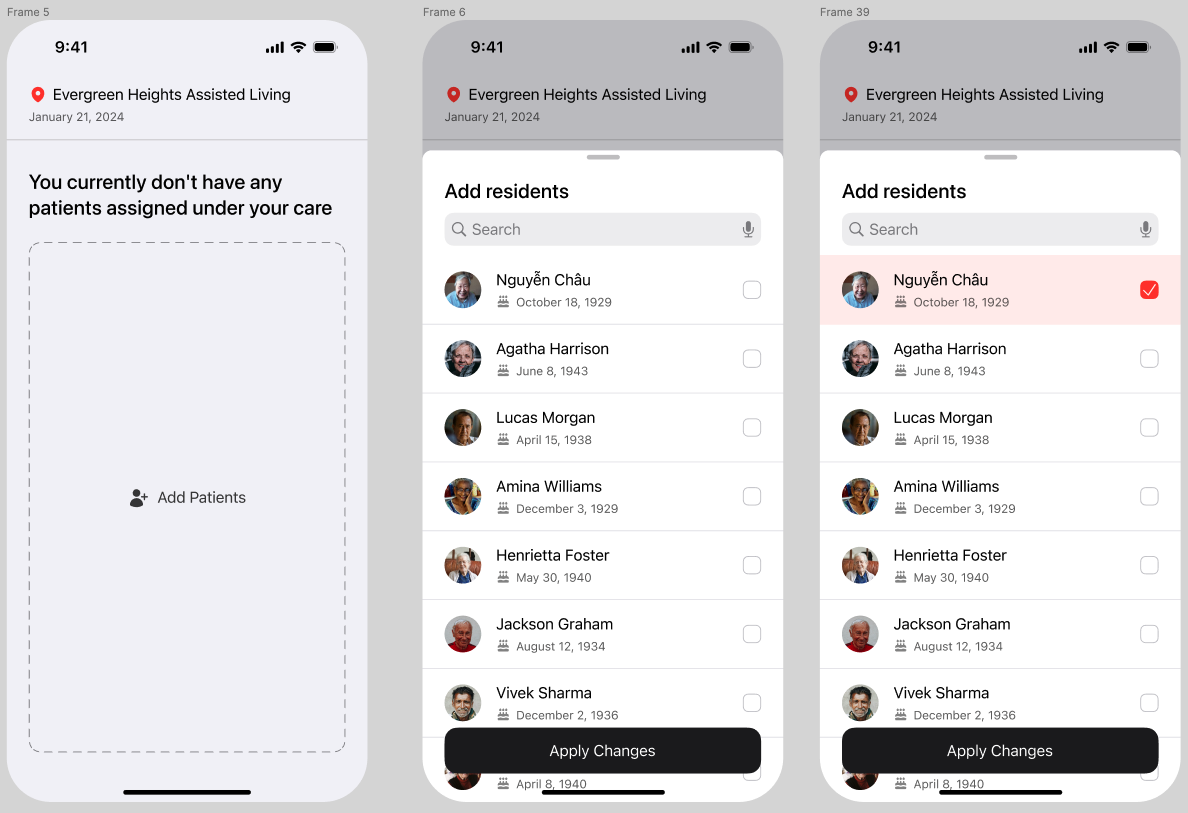 Frame 5
9:41
Evergreen Heights Assisted Living
January 21, 2024
You currently don't have any
patients assigned under your care
Add Patients
Frame 6
9:41
Evergreen Heights Assisted Living
January 21, 2024
Add residents
Search
Nguyễn Châu
October 18, 1929
Agatha Harrison
June 8, 1943
Lucas Morgan
April 15, 1938
Amina Williams
December 3, 1929
Henrietta Foster
May 30, 1940
Jackson Graham
August 12, 1934
Vivek Sharma
December 2, 1936
Apply Changes
April 8, 1940
Frame 39
9:41
Evergreen Heights Assisted Living
January 21, 2024
Add residents
Search
Nguyễn Châu
October 18, 1929
Agatha Harrison
June 8, 1943
Lucas Morgan
April 15, 1938
Amina Williams
December 3, 1929
Henrietta Foster
May 30, 1940
Jackson Graham
August 12, 1934
Vivek Sharma
December 2, 1936
Apply Changes
April 8, 1940